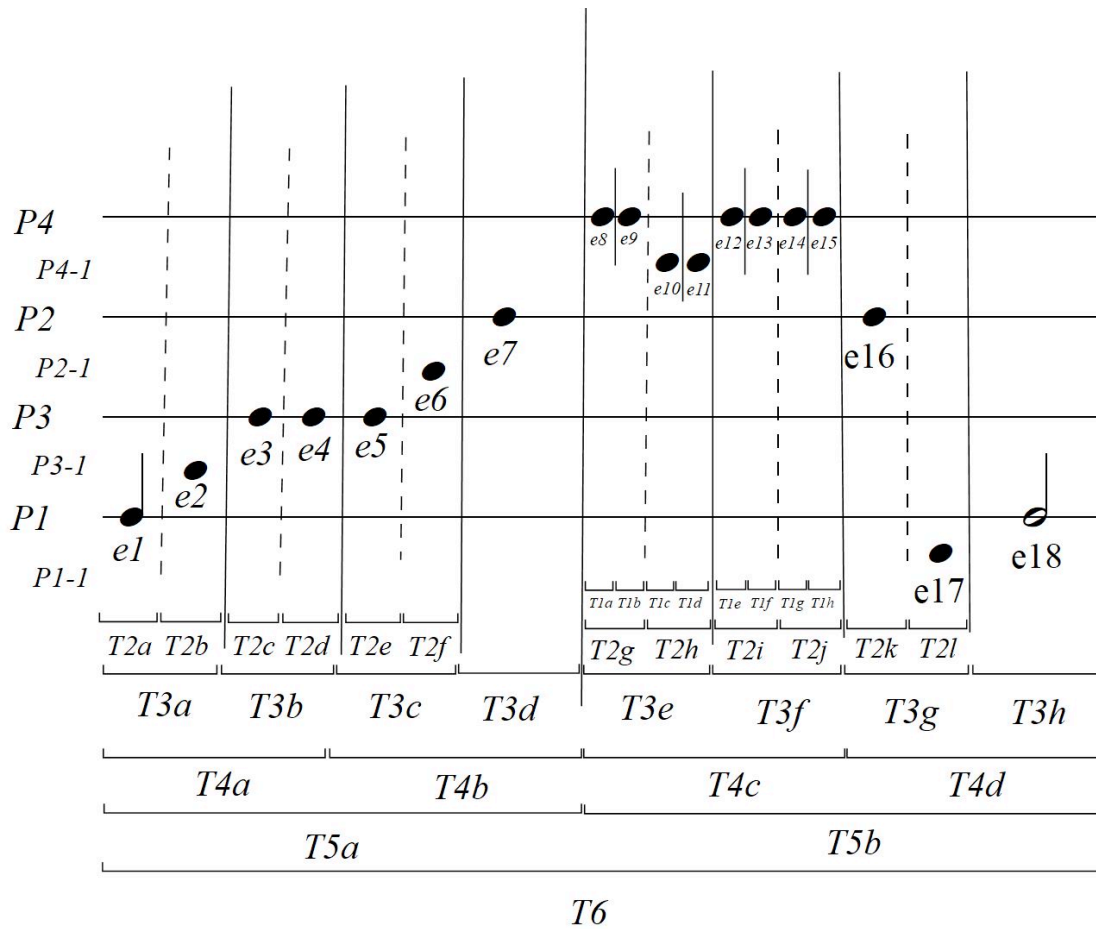 P4
e8 e9 e12 e13 e14 e15
P4-1
e10 e11
P2
e7 e16
P2-1
e6
P3
e3 e4 e5
P3-1
e2
P1
e1 e18
P1-1
e17
T1a T1b T1c T1d T1e T1f T1g T1h
T2a T2b T2c T2d T2e T2f T2g T2h T2i T2j T2k T2l
T3a T3b T3c T3d T3e T3f T3g T3h
T4a T4b T4c T4d
T5a T5b
T6